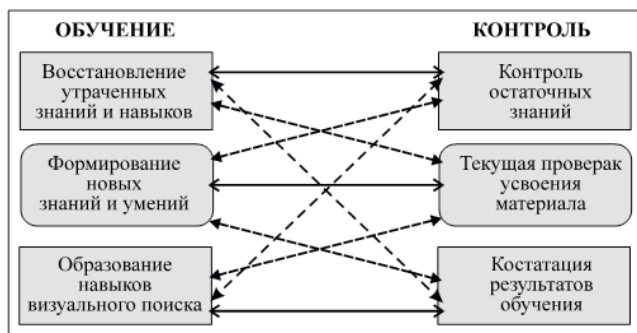 ОБУЧЕНИЕ
Восстановление
утраченных
знаний и навыков
Формирование
новых
знаний и умений
Образование
навыков
визуального поиска
КОНТРОЛЬ
Контроль
остаточных
знаний
Текущая проверак
усвоения
материала
Костатация
результатов
обучения